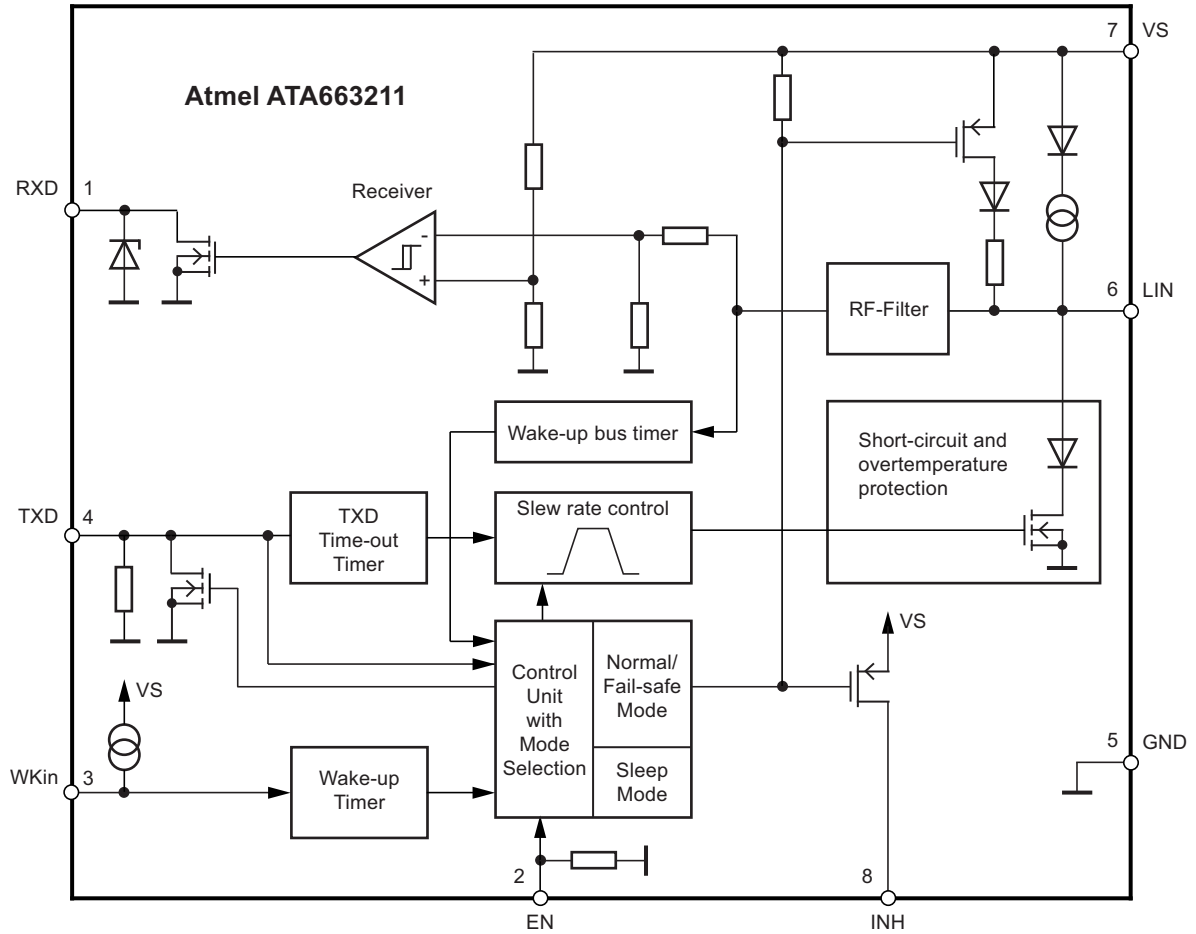 7 VS
Atmel ATA663211
RXD 1
Receiver
-
+
RF-Filter
6 LIN
Wake-up bus timer
Short-circuit and
overtemperature
protection
TXD 4
TXD
Time-out
Timer
Slew rate control
VS
Control
Unit
with
Mode
Selection
Normal/
Fail-safe
Mode
Sleep
Mode
VS
5 GND
WKin 3
Wake-up
Timer
2
EN
8
INH